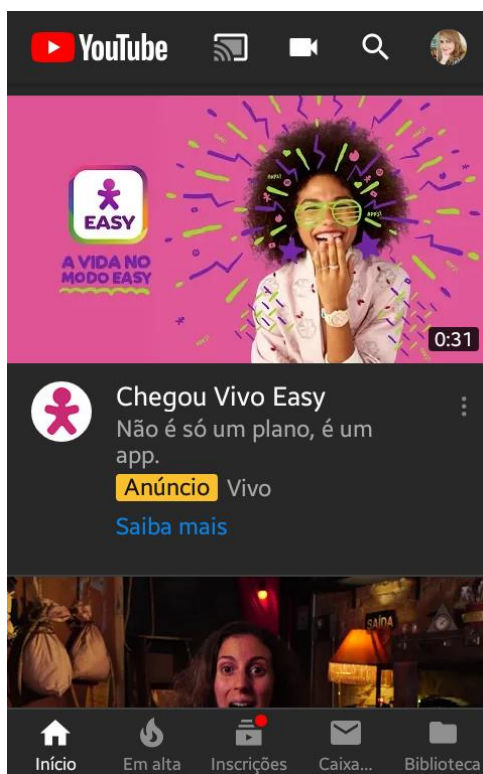 YouTube
EASY
A VIDA NO
MODO EASY
0:31
Chegou Vivo Easy
Não é só um plano, é um
app.
Anúncio Vivo
Saiba mais
SAÍDA
Início Em alta Inscrições Caixa... Biblioteca